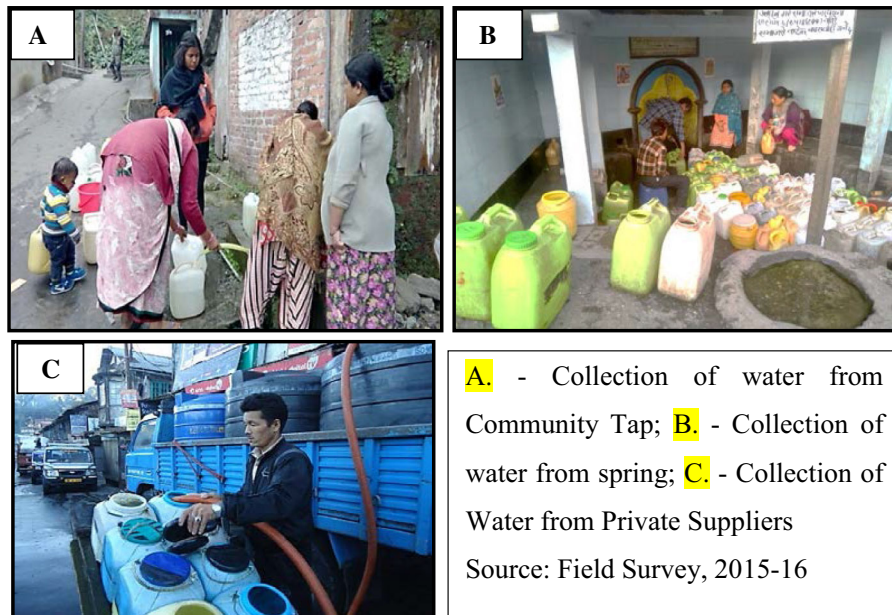 A
B
C
A. - Collection of water from
Community Tap; B. - Collection of
water from spring; C. - Collection of
Water from Private Suppliers
Source: Field Survey, 2015-16